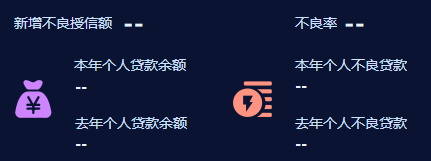 新增不良授信额 --
不良率 --
本年个人贷款余额
--
去年个人贷款余额
--
本年个人不良贷款
--
去年个人不良贷款
--